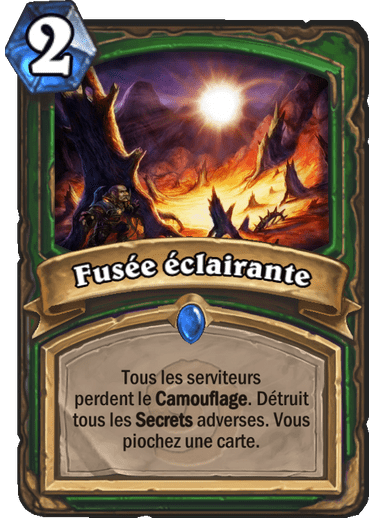 2
Fusée éclairante
Tous les serviteurs
perdent le Camouflage. Détruit
tous les Secrets adverses. Vous
piochez une carte.